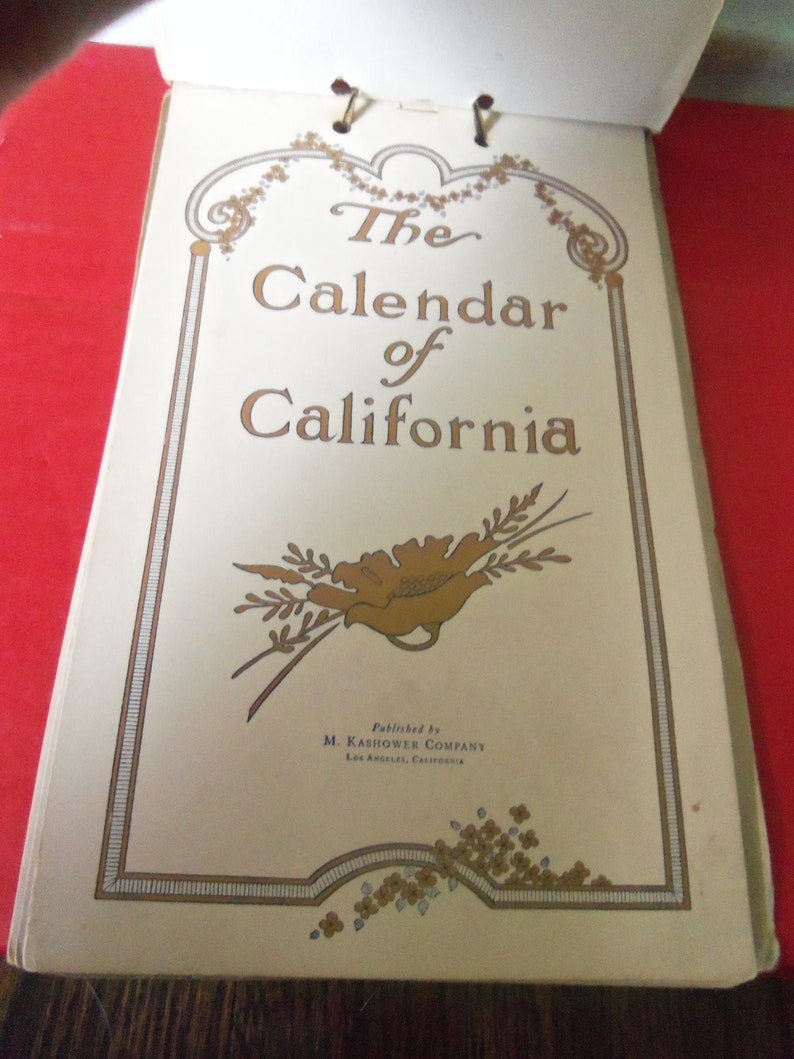 The
Calendar
of
California
Published by
M. KASHOWER COMPANY
LOS ANGELES, CALIFORNIA